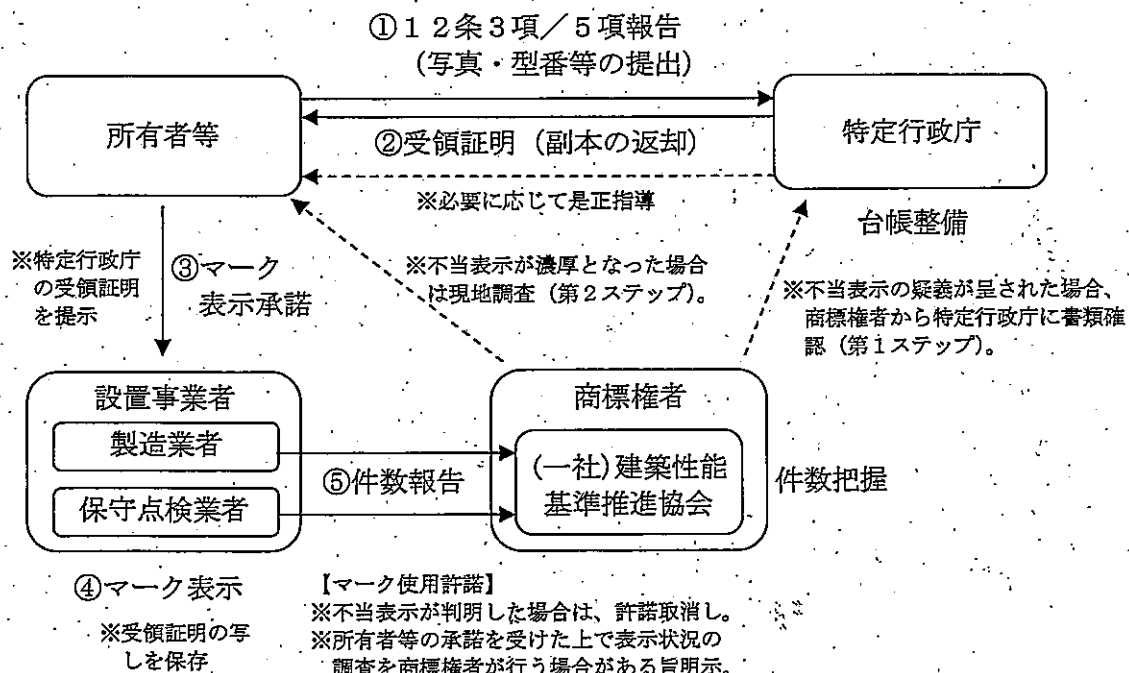 ①12条3項／5項報告
(写真・型番等の提出)
所有者等
特定行政庁
②受領証明（副本の返却）
※必要に応じて是正指導
台帳整備
※特定行政庁
の受領証明
を提示
③マーク
表示承諾
※不当表示が濃厚となった場合
は現地調査（第2ステップ）。
※不当表示の疑義が呈された場合、
商標権者から特定行政庁に書類確
認（第1ステップ）。
設置事業者
製造業者
保守点検業者
⑤件数報告
商標権者
(一社)建築性能
基準推進協会
件数把握
④マーク表示
※受領証明の写
しを保存
【マーク使用許諾】
※不当表示が判明した場合は、許諾取消し。
※所有者等の承諾を受けた上で表示状況の
調査を商標権者が行う場合がある旨明示。